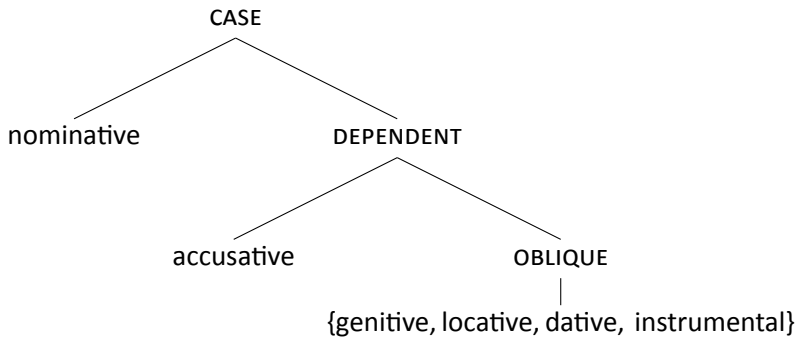 CASE
nominative DEPENDENT
accusative OBLIQUE
{genitive, locative, dative, instrumental}